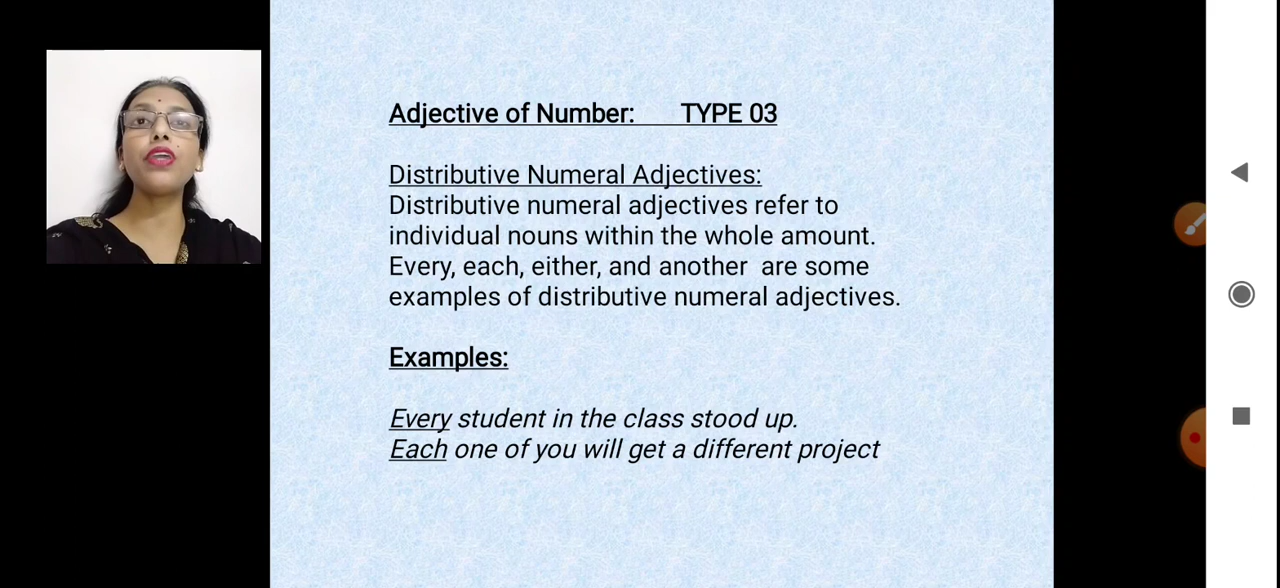 Adjective of Number: TYPE 03
Distributive Numeral Adjectives:
Distributive numeral adjectives refer to
individual nouns within the whole amount.
Every, each, either, and another are some
examples of distributive numeral adjectives.
Examples:
Every student in the class stood up.
Each one of you will get a different project